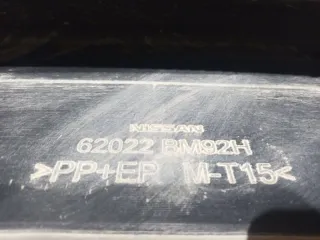 NISSAN
62022 BM92H
>PP+EP M-T15<